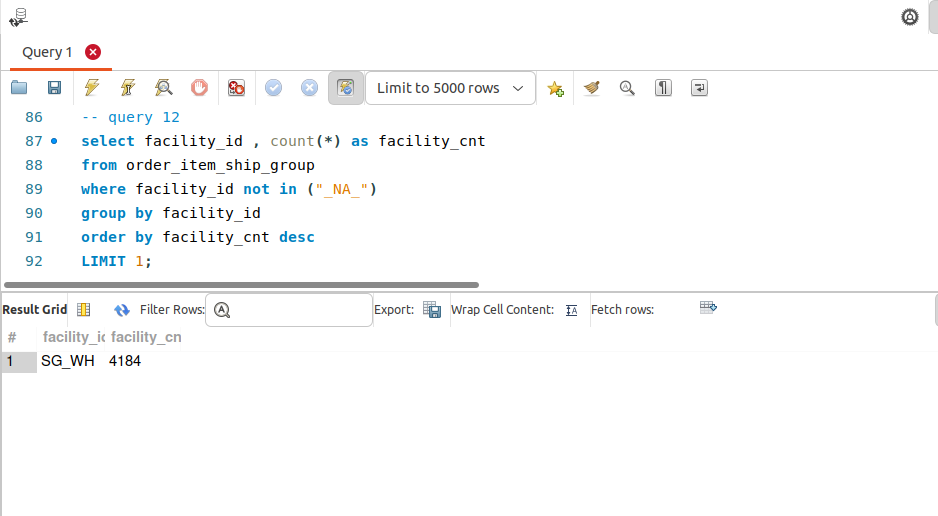 Query 1
Limit to 5000 rows
86 -- query 12
87 select facility_id , count(*) as facility_cnt
88 from order_item_ship_group
89 where facility_id not in ("_NA_")
90 group by facility_id
91 order by facility_cnt desc
92 LIMIT 1;
Result Grid Filter Rows: Export: Wrap Cell Content: Fetch rows:
# facility_ic facility_cn
1 SG_WH 4184